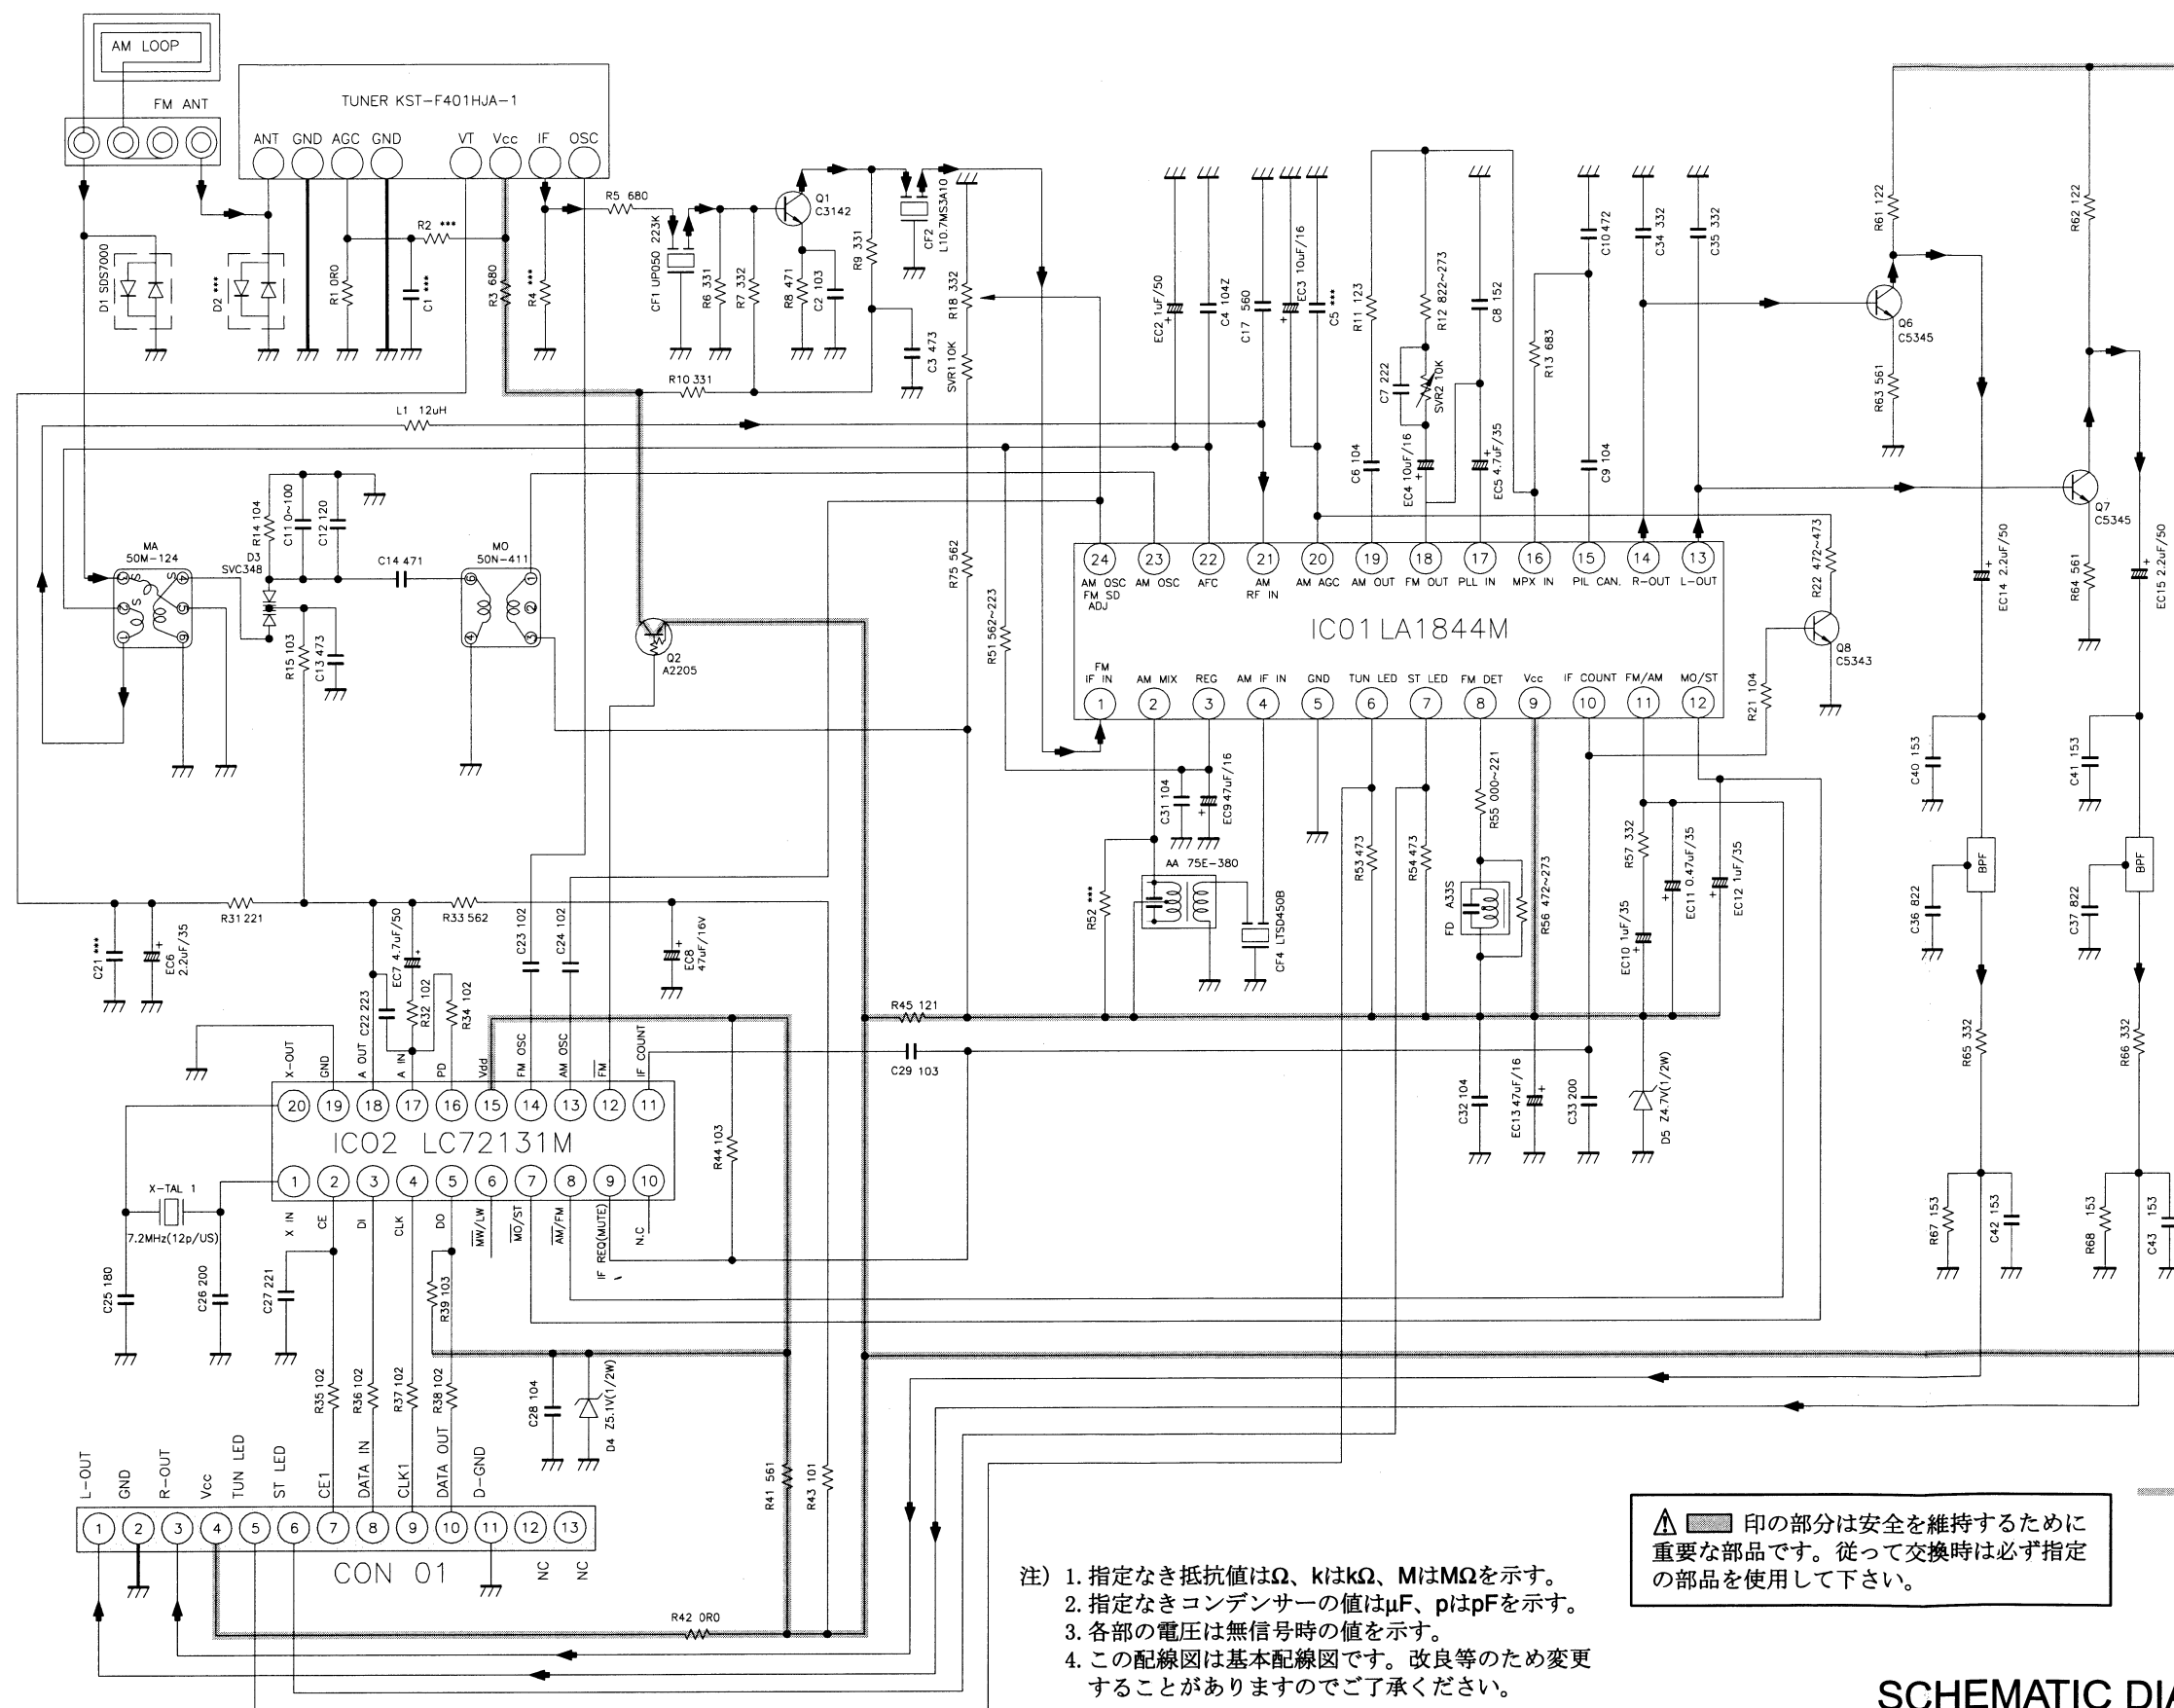 AM LOOP
FM ANT
TUNER KST-F401HJA-1
ANT GND AGC GND VT Vcc IF OSC
D1 SDS7000
D2 ***
R1 0R0
R2 ***
C1 ***
R3 680
R4 ***
R5 680
CF1 UP050 223K
R6 331
R7 332
Q1
C3142
R8 471
C2 103
R9 331
CF2
L10.7MS3A10
C3 473
R10 331
R18 332
SVR1 10K
L1 12uH
EC2 1uF/50
C4 104Z
C17 560
EC3 10uF/16
C5 ***
R11 123
R12 822~273
C7 222
SVR2 10K
C8 152
C6 104
EC4 10uF/16
EC5 4.7uF/35
R13 683
C10 472
C9 104
C34 332
C35 332
R61 122
R62 122
Q6
C5345
R63 561
Q7
C5345
R64 561
EC14 2.2uF/50
EC15 2.2uF/50
MA
50M-124
D3
SVC348
R14 104
C11 0~100
C12 120
C14 471
MO
50N-411
R15 103
C13 473
Q2
A2205
R75 562
R51 562~223
24 23 22 21 20 19 18 17 16 15 14 13
AM OSC
FM SD
ADJ
AM OSC
AFC
AM
RF IN
AM AGC
AM OUT
FM OUT
PLL IN
MPX IN
PIL CAN.
R-OUT
L-OUT
IC01 LA1844M
FM
IF IN
AM MIX
REG
AM IF IN
GND
TUN LED
ST LED
FM DET
Vcc
IF COUNT
FM/AM
MO/ST
1 2 3 4 5 6 7 8 9 10 11 12
R22 472~473
Q8
C5343
R21 104
C31 104
EC9 47uF/16
AA 75E-380
R52 ***
CF4 LTSD450B
R53 473
R54 473
R55 000~221
FD A33S
R56 472~273
R57 332
EC10 1uF/35
EC11 0.47uF/35
EC12 1uF/35
C40 153
C41 153
BPF
BPF
C36 822
C37 822
R65 332
R66 332
R67 153
C42 153
R68 153
C43 153
R31 221
R33 562
C21 ***
EC6
2.2uF/35
EC7 4.7uF/50
C22 223
R32 102
R34 102
C23 102
C24 102
EC8
47uF/16V
R45 121
C29 103
C32 104
EC13 47uF/16
C33 200
D5 Z4.7V(1/2W)
X-OUT
GND
A OUT
A IN
PD
Vdd
FM OSC
AM OSC
FM
IF COUNT
20 19 18 17 16 15 14 13 12 11
IC02 LC72131M
1 2 3 4 5 6 7 8 9 10
X IN
CE
DI
CLK
DO
MW/LW
MO/ST
AM/FM
IF REQ(MUTE)
N.C
R44 103
X-TAL 1
7.2MHz(12p/US)
C25 180
C26 200
C27 221
R39 103
R35 102
R36 102
R37 102
R38 102
C28 104
D4 Z5.1V(1/2W)
R41 561
R43 101
L-OUT
GND
R-OUT
Vcc
TUN LED
ST LED
CE1
DATA IN
CLK1
DATA OUT
D-GND
1 2 3 4 5 6 7 8 9 10 11 12 13
CON 01
NC
NC
R42 0R0
注）1. 指定なき抵抗値はΩ、kはkΩ、MはMΩを示す。
2. 指定なきコンデンサーの値はμF、pはpFを示す。
3. 各部の電圧は無信号時の値を示す。
4. この配線図は基本配線図です。改良等のため変更
することがありますのでご了承ください。
印の部分は安全を維持するために
重要な部品です。従って交換時は必ず指定
の部品を使用して下さい。
SCHEMATIC DIA